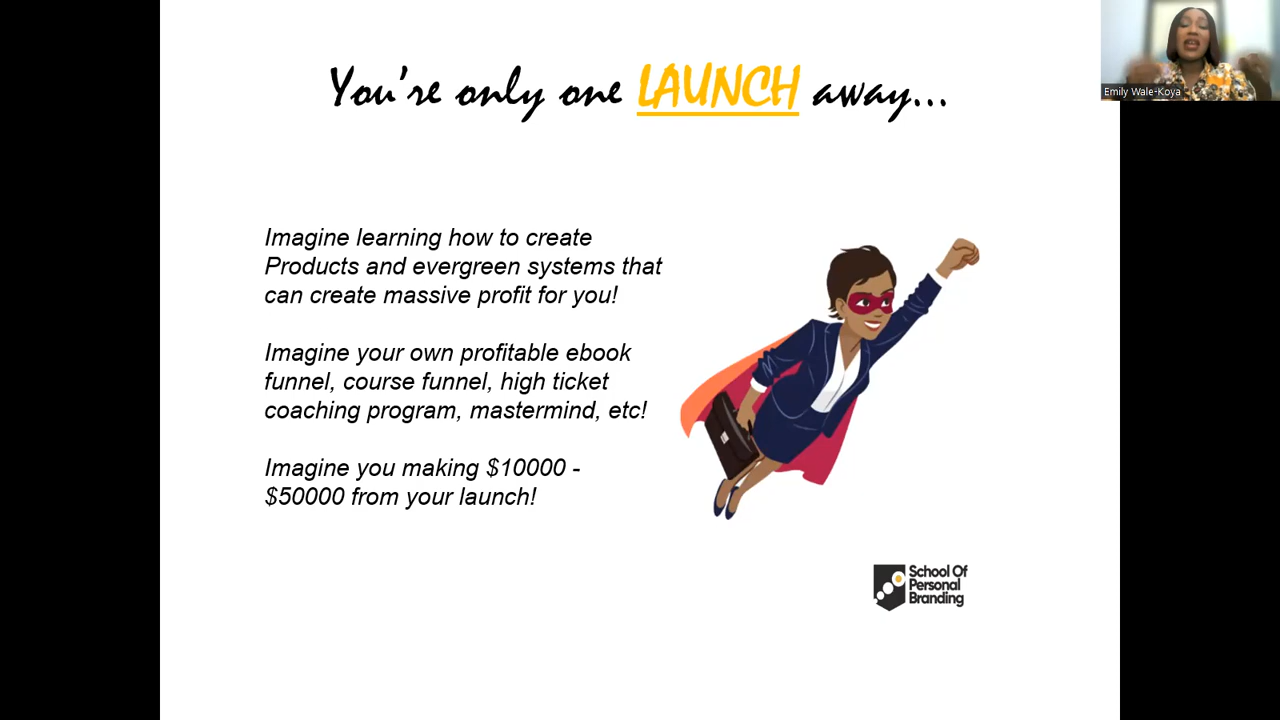 You're only one LAUNCH away...
Emily Wale-Koya
Imagine learning how to create
Products and evergreen systems that
can create massive profit for you!
Imagine your own profitable ebook
funnel, course funnel, high ticket
coaching program, mastermind, etc!
Imagine you making $10000 -
$50000 from your launch!
School Of
Personal
Branding